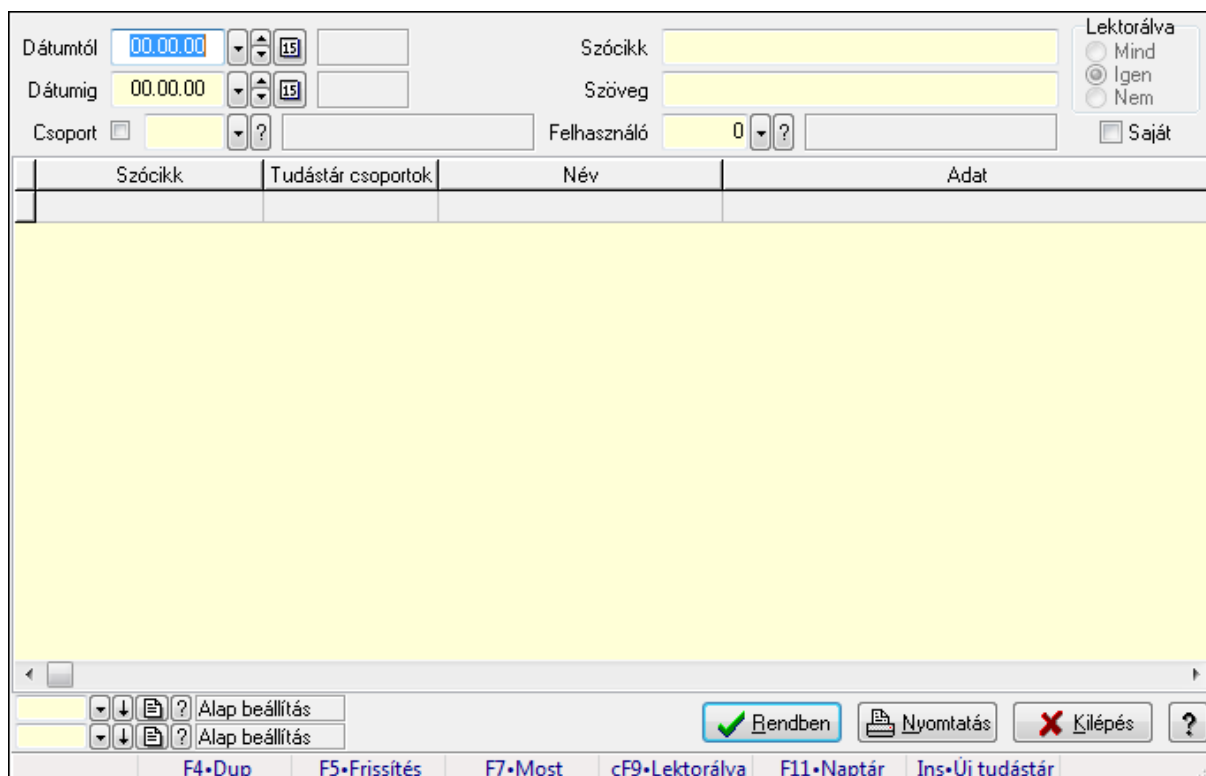 Dátumtól 00.00.00 15 Szócikk Lektorálva
Mind
Dátumig 00.00.00 15 Szöveg Igen
Nem
Csoport ? Felhasználó 0 ? Saját
Szócikk Tudástár csoportok Név Adat
? Alap beállítás
? Alap beállítás
Rendben Nyomtatás Kilépés ?
F4•Dup F5•Frissítés F7•Most cF9•Lektorálva F11•Naptár Ins•Új tudástár